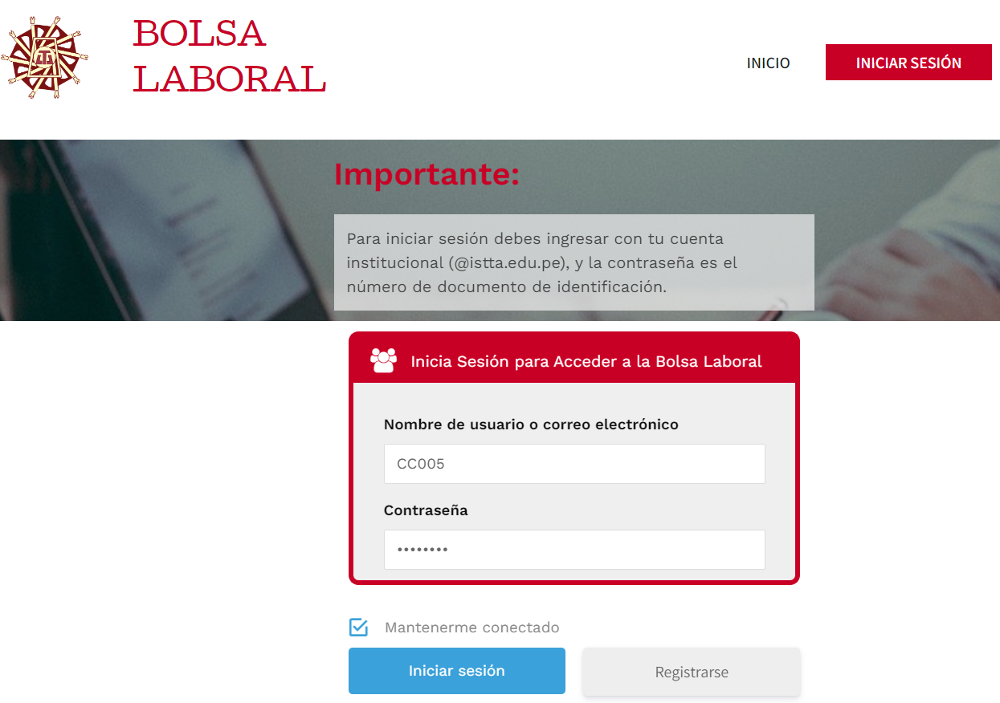 BOLSA
LABORAL
INICIO
INICIAR SESIÓN
Importante:
Para iniciar sesión debes ingresar con tu cuenta
institucional (@istta.edu.pe), y la contraseña es el
número de documento de identificación.
Inicia Sesión para Acceder a la Bolsa Laboral
Nombre de usuario o correo electrónico
CC005
Contraseña
••••••••
Mantenerme conectado
Iniciar sesión
Registrarse